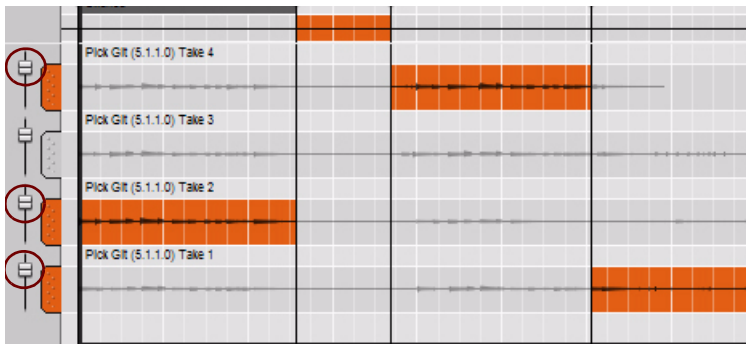 Pick Git (5.1.1.0) Take 4
Pick Git (5.1.1.0) Take 3
Pick Git (5.1.1.0) Take 2
Pick Git (5.1.1.0) Take 1